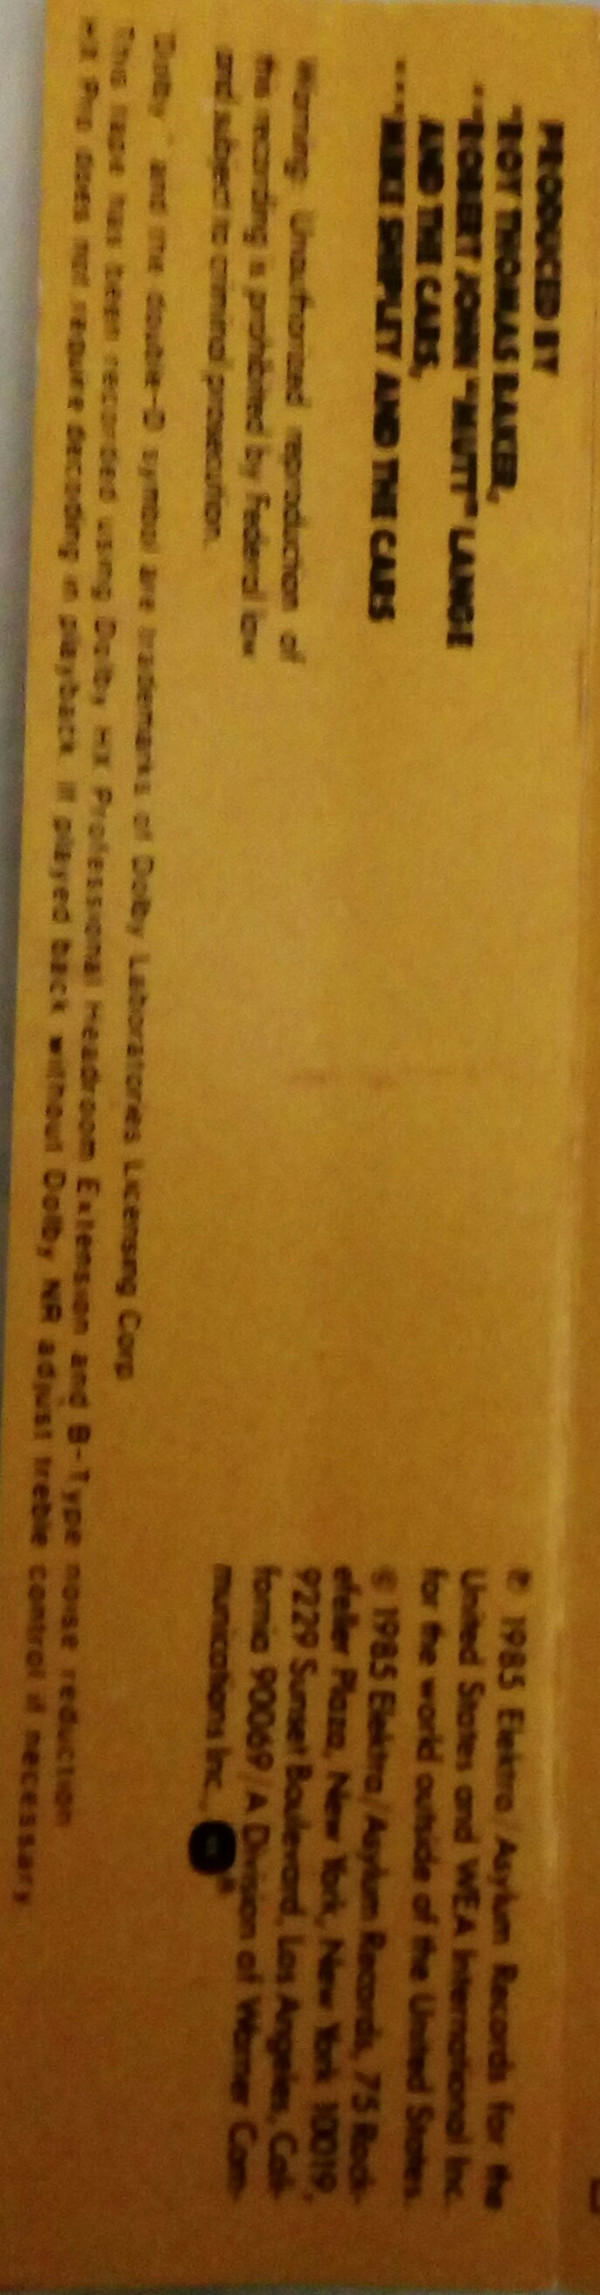 PRODUCED BY
*ROY THOMAS BAKER,
**ROBERT JOHN "MUTT" LANGE
AND THE CARS,
***MIKE SHIPLEY AND THE CARS
Warning: Unauthorized reproduction of
this recording is prohibited by Federal law
and subject to criminal prosecution.
℗ 1985 Elektra/Asylum Records for the
United States and WEA International Inc.
for the world outside of the United States.
© 1985 Elektra/Asylum Records, 75 Rock-
efeller Plaza, New York, New York 10019,
9229 Sunset Boulevard, Los Angeles, Cali-
fornia 90069/A Division of Warner Com-
munications Inc., ®
Dolby and the double-D symbol are trademarks of Dolby Laboratories Licensing Corp
This tape has been recorded using Dolby HX Professional Headroom Extension and B-Type noise reduction
HX Pro does not require decoding in playback. If played back without Dolby NR adjust treble control if necessary